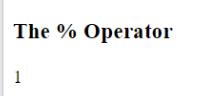 The % Operator
1